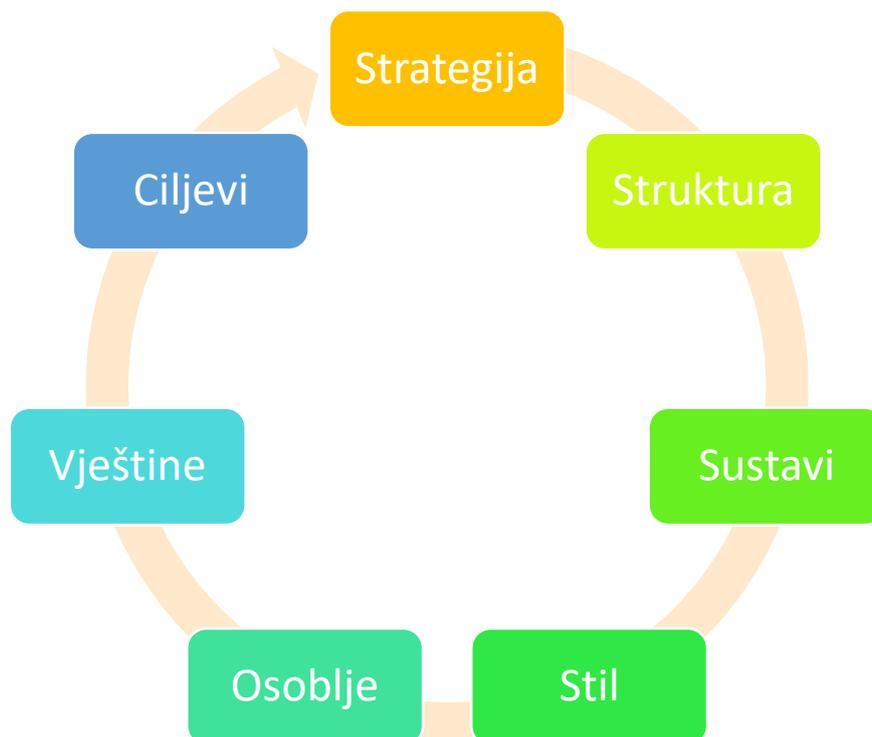 Strategija
Struktura
Sustavi
Stil
Osoblje
Vještine
Ciljevi